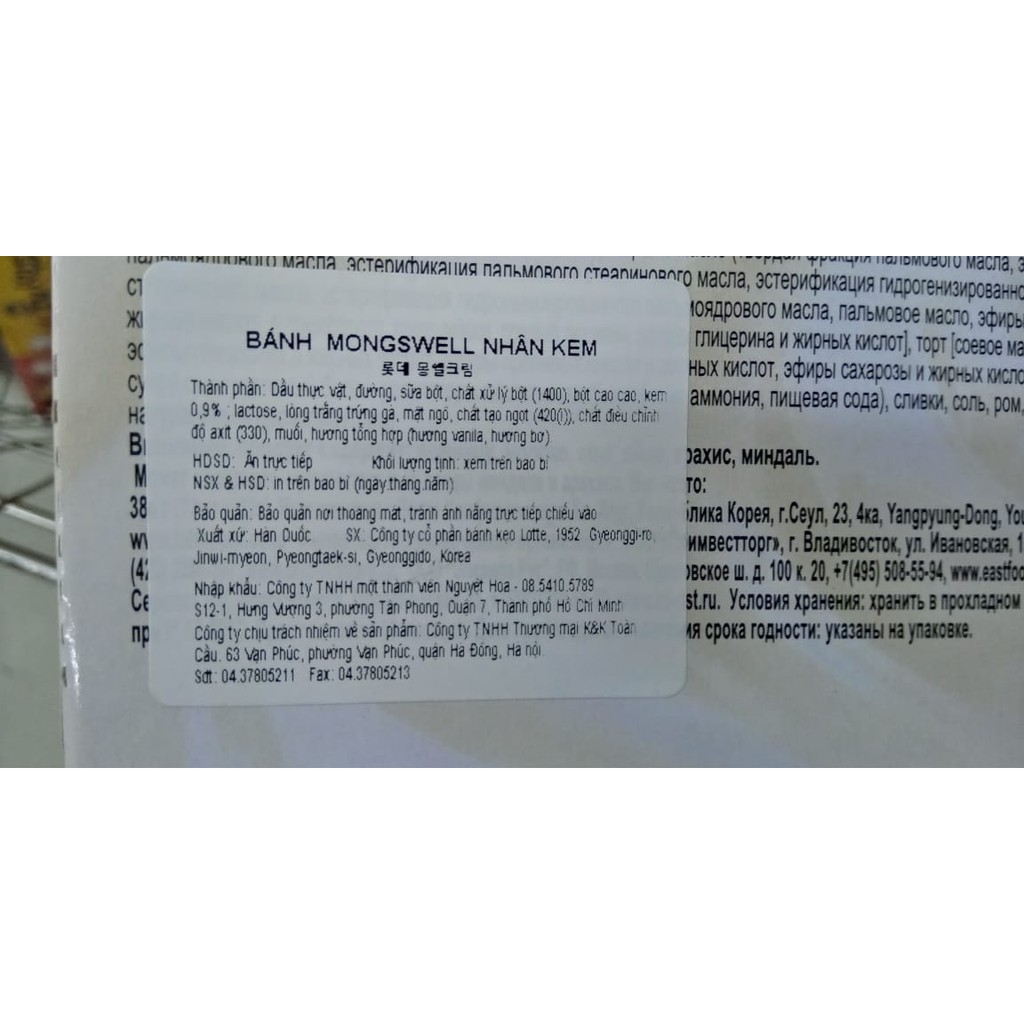 пальмоядрового масла, эстерификация пальмового стеаринового масла, эстерификация гидрогенизированно
моядрового масла, пальмовое масло, эфиры
глицерина и жирных кислот], торт [соевое ма
ных кислот, эфиры сахарозы и жирных кисло
аммония, пищевая сода), сливки, соль, ром,
рахис, миндаль.
то:
блика Корея, г.Сеул, 23, 4ка, Yangpyung-Dong, You
имвестторг», г. Владивосток, ул. Ивановская, 1
овское ш. д. 100 к. 20, +7(495) 508-55-94, www.eastfoo
st.ru. Условия хранения: хранить в прохладном
ия срока годности: указаны на упаковке.
BÁNH MONGSWELL NHÂN KEM
롯데 몽쉘크림
Thành phần: Dầu thực vật, đường, sữa bột, chất xử lý bột (1400), bột cao cao, kem
0,9% ; lactose, lòng trắng trứng gà, mật ngô, chất tạo ngọt (420(i)), chất điều chỉnh
độ axít (330), muối, hương tổng hợp (hương vanila, hương bơ)
HDSD: Ăn trực tiếp Khối lượng tịnh: xem trên bao bì
NSX & HSD: in trên bao bì (ngày.tháng.năm)
Bảo quản: Bảo quản nơi thoáng mát, tránh ánh nắng trực tiếp chiếu vào
Xuất xứ: Hàn Quốc SX: Công ty cổ phần bánh kẹo Lotte, 1952 Gyeonggi-ro,
Jinwi-myeon, Pyeongtaek-si, Gyeonggido, Korea
Nhập khẩu: Công ty TNHH một thành viên Nguyệt Hoa - 08.5410.5789
S12-1, Hưng Vượng 3, phường Tân Phong, Quận 7, Thành phố Hồ Chí Minh
Công ty chịu trách nhiệm về sản phẩm: Công ty TNHH Thương mại K&K Toàn
Cầu. 63 Vạn Phúc, phường Vạn Phúc, quận Hà Đông, Hà nội.
Sđt: 04.37805211 Fax: 04.37805213